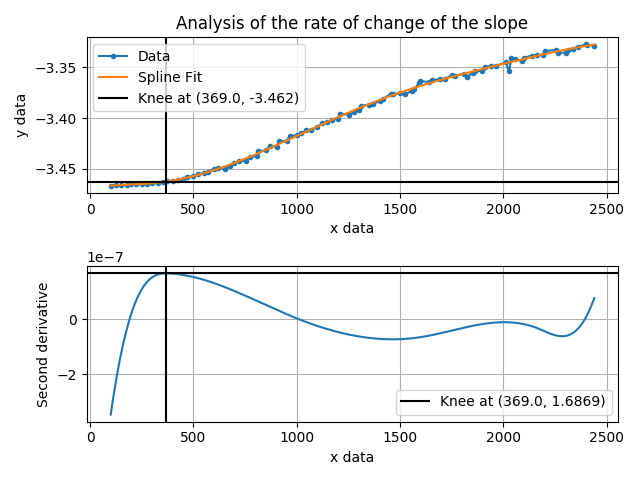 Analysis of the rate of change of the slope
Data
Spline Fit
Knee at (369.0, -3.462)
−3.35
−3.40
−3.45
y data
0
500
1000
1500
2000
2500
x data
1e−7
0
−2
Second derivative
Knee at (369.0, 1.6869)
0
500
1000
1500
2000
2500
x data